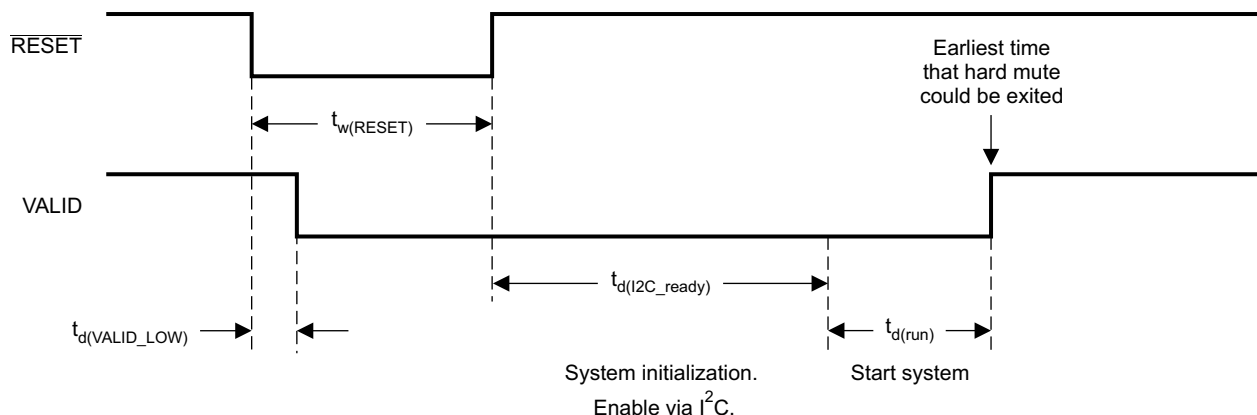 RESET
Earliest time
that hard mute
could be exited
tw(RESET)
VALID
td(I2C_ready)
td(VALID_LOW)
td(run)
System initialization.
Enable via I²C.
Start system